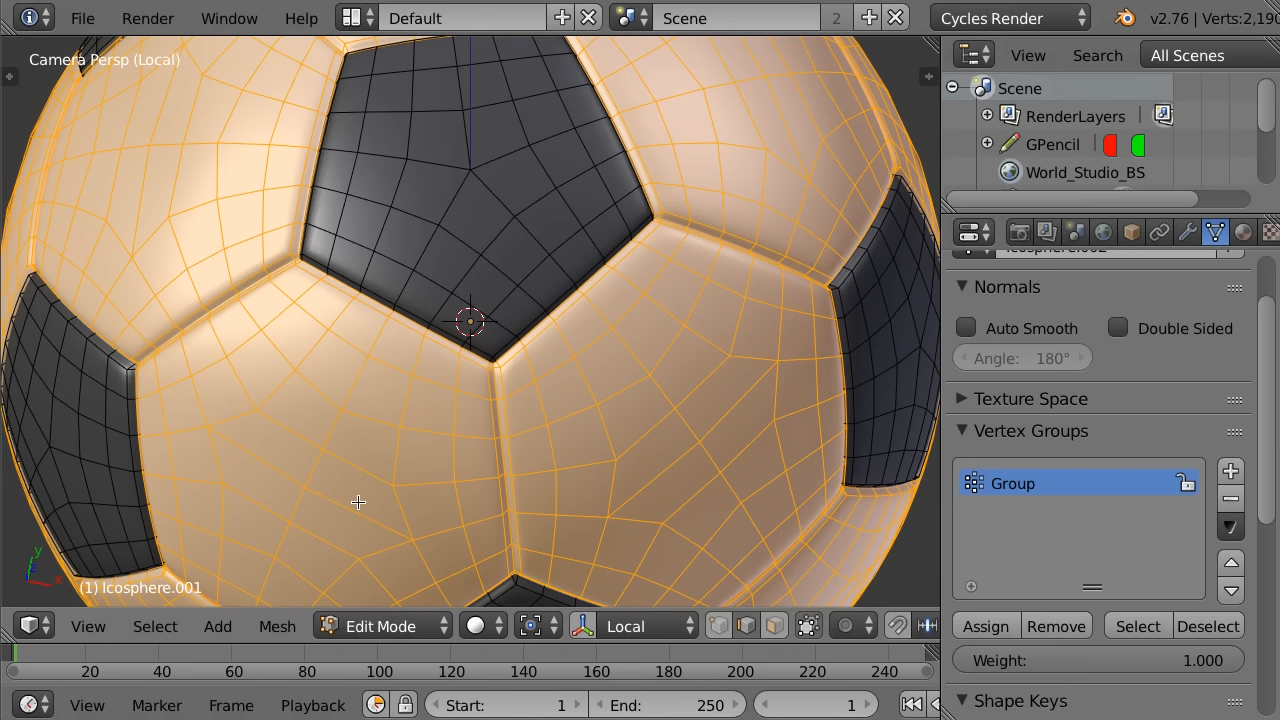 File Render Window Help Default Scene 2 Cycles Render v2.76 | Verts:2,19
Camera Persp (Local)
View Search All Scenes
Scene
RenderLayers
GPencil
World_Studio_BS
Normals
Auto Smooth Double Sided
Angle: 180°
Texture Space
Vertex Groups
Group
Assign Remove Select Deselect
Weight: 1.000
Shape Keys
y
x
(1) Icosphere.001
View Select Add Mesh Edit Mode Local
20 40 60 80 100 120 140 160 180 200 220 240
View Marker Frame Playback Start: 1 End: 250 1